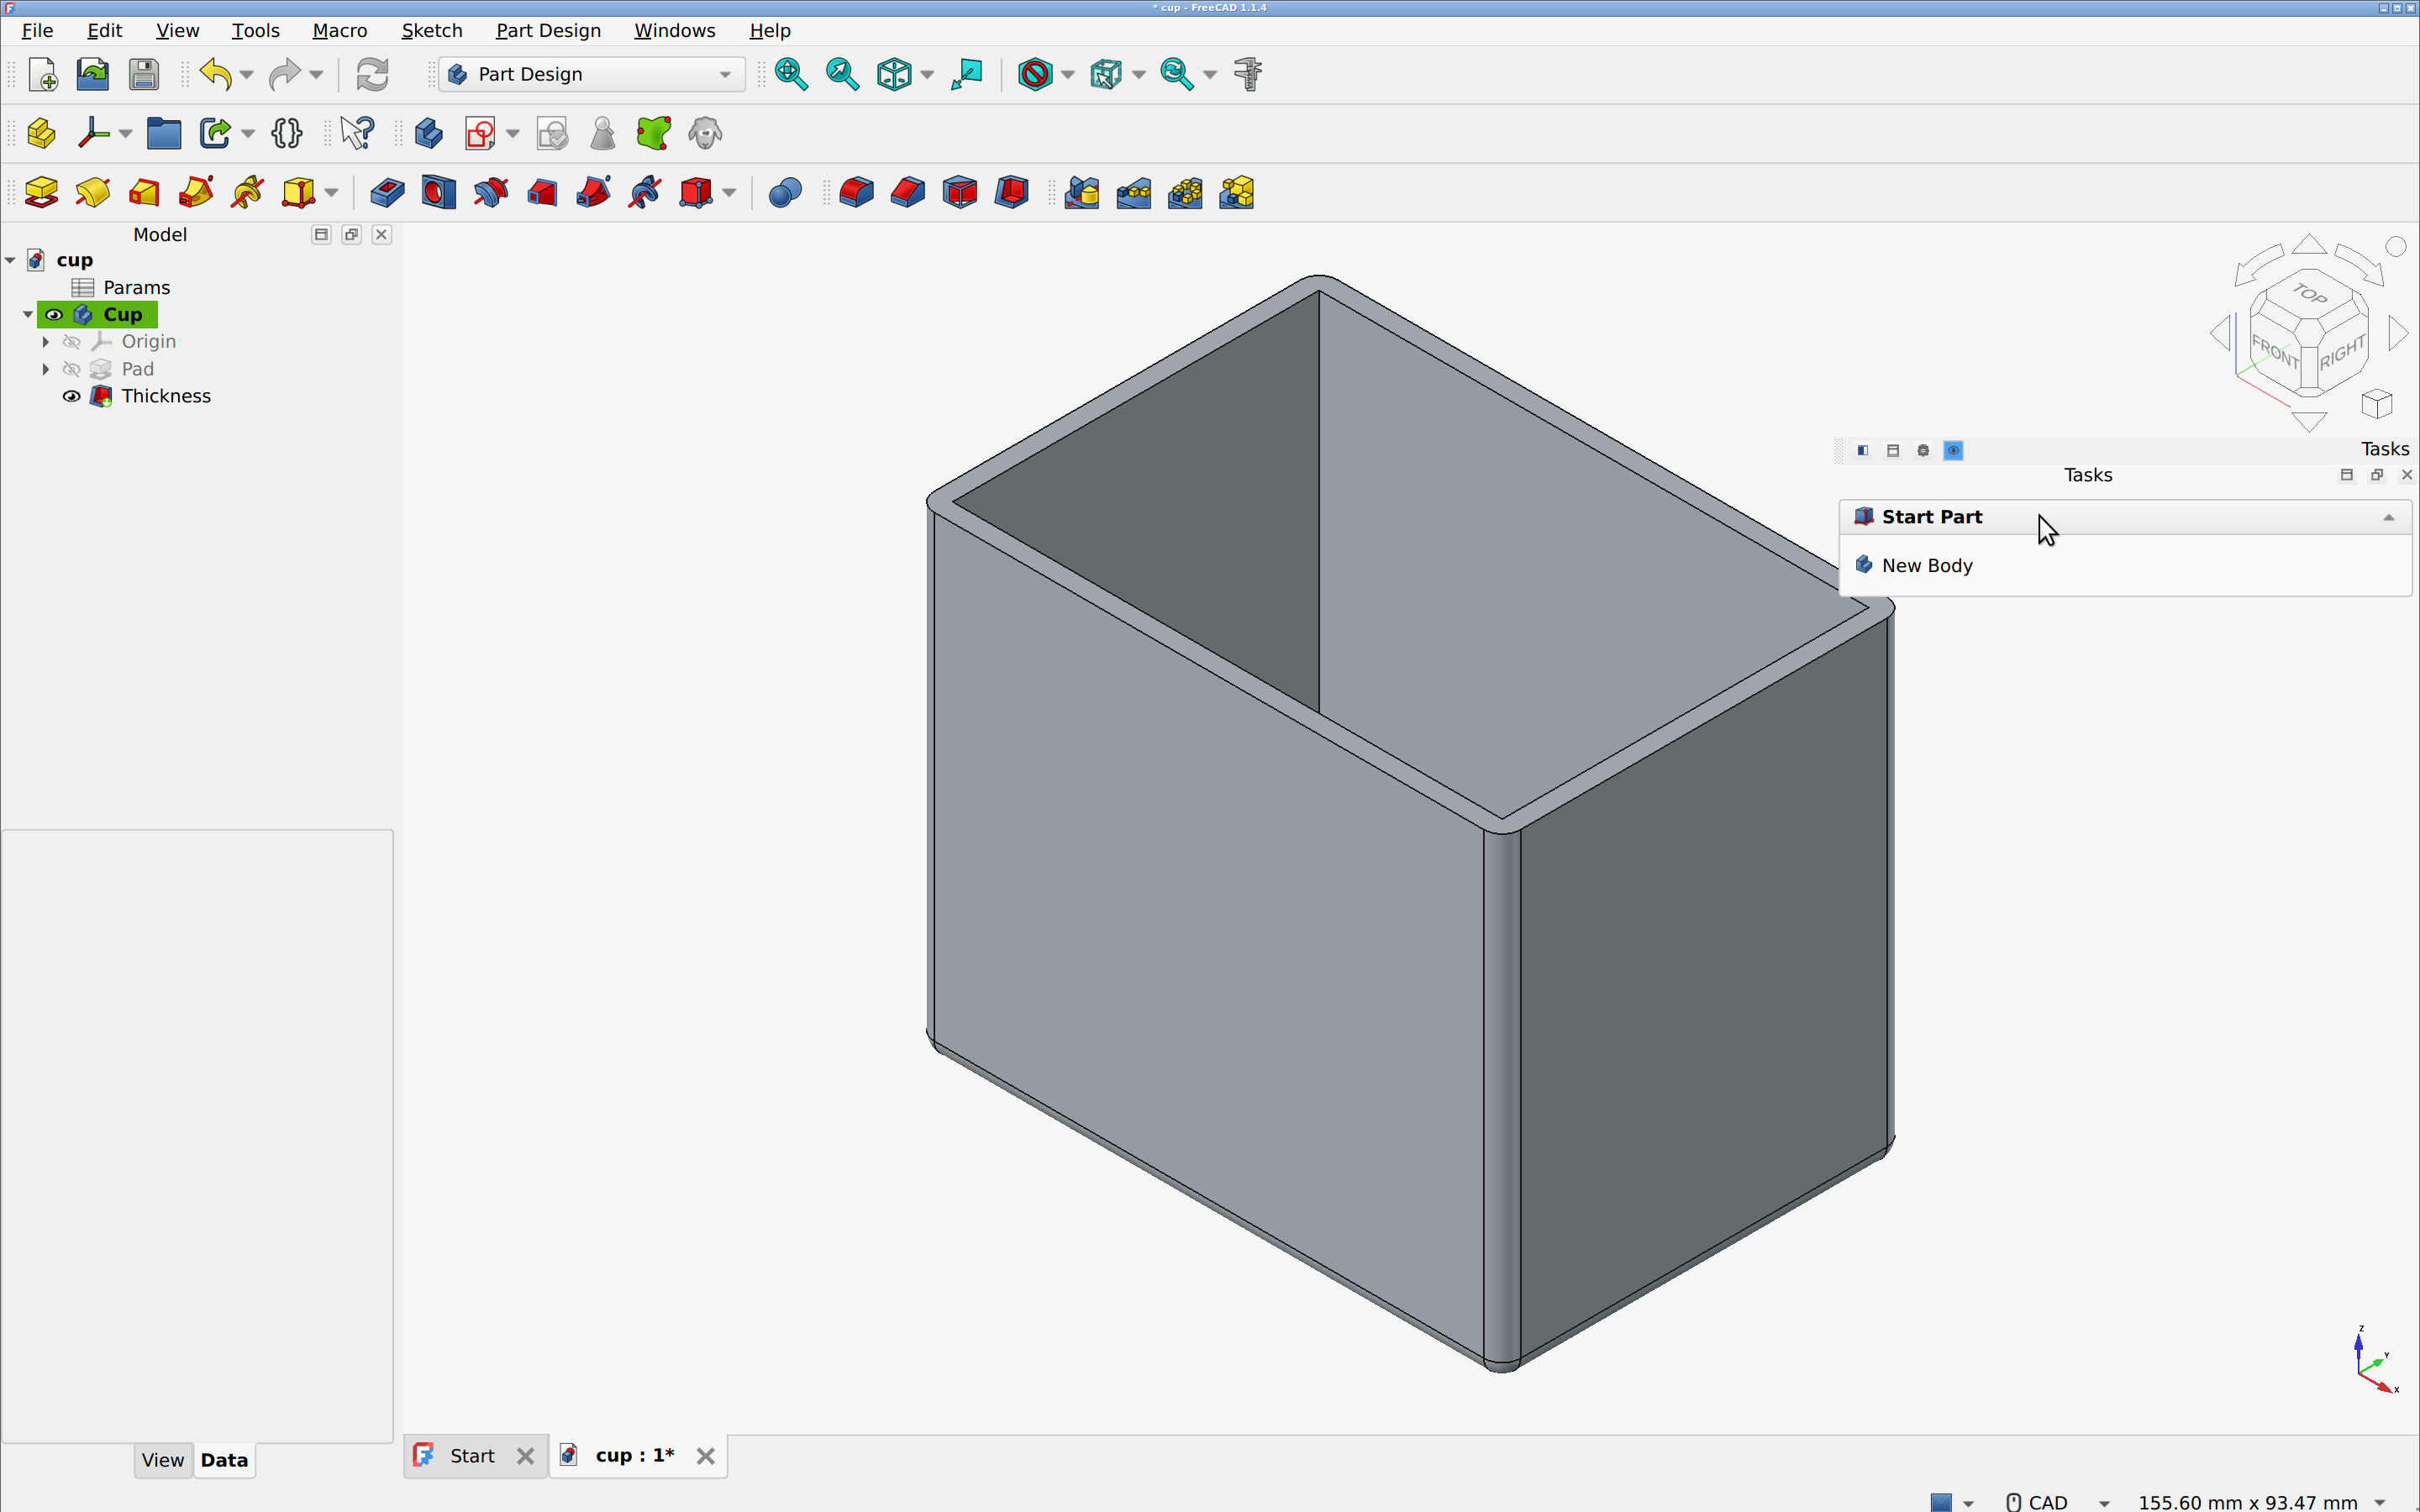 * cup - FreeCAD 1.1.4
File Edit View Tools Macro Sketch Part Design Windows Help
Part Design
Model
cup
Params
Cup
Origin
Pad
Thickness
TOP
FRONT
RIGHT
Tasks
Tasks
Start Part
New Body
Z
Y
X
View Data
Start
cup : 1*
CAD
155.60 mm x 93.47 mm